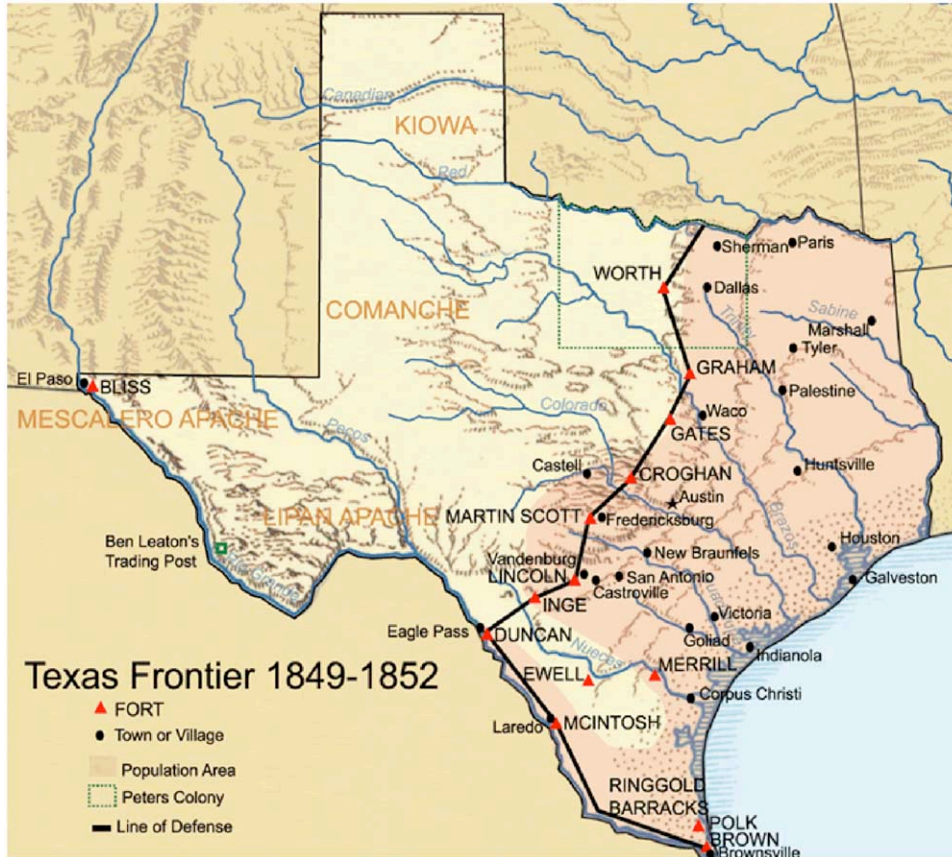 Canadian
KIOWA
Red
Sherman
Paris
WORTH
Dallas
COMANCHE
Trinity
Sabine
Marshall
Tyler
El Paso
BLISS
GRAHAM
MESCALERO APACHE
Colorado
Palestine
Pecos
Waco
GATES
Castell
CROGHAN
Huntsville
Austin
LIPAN APACHE
MARTIN SCOTT
Fredericksburg
Brazos
Ben Leaton's
Trading Post
Houston
New Braunfels
Vandenburg
LINCOLN
San Antonio
Galveston
Castroville
Rio Grande
INGE
Victoria
Eagle Pass
DUNCAN
Goliad
Indianola
Nueces
MERRILL
Texas Frontier 1849-1852
EWELL
Corpus Christi
FORT
Laredo
MCINTOSH
Town or Village
Population Area
RINGGOLD
BARRACKS
Peters Colony
POLK
Line of Defense
BROWN
Brownsville